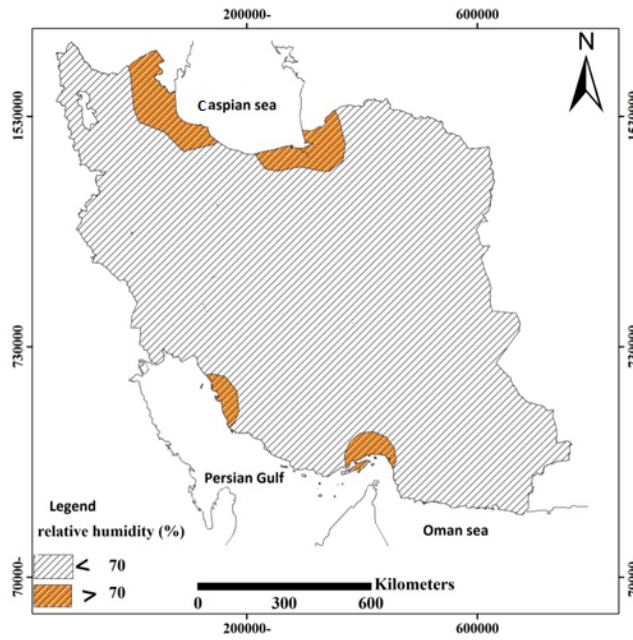 200000- 600000
N
Caspian sea
1530000 1530000
730000 730000
Persian Gulf
Legend
relative humidity (%)
Oman sea
< 70
> 70
Kilometers
0 300 600
70000- 70000-
200000- 600000